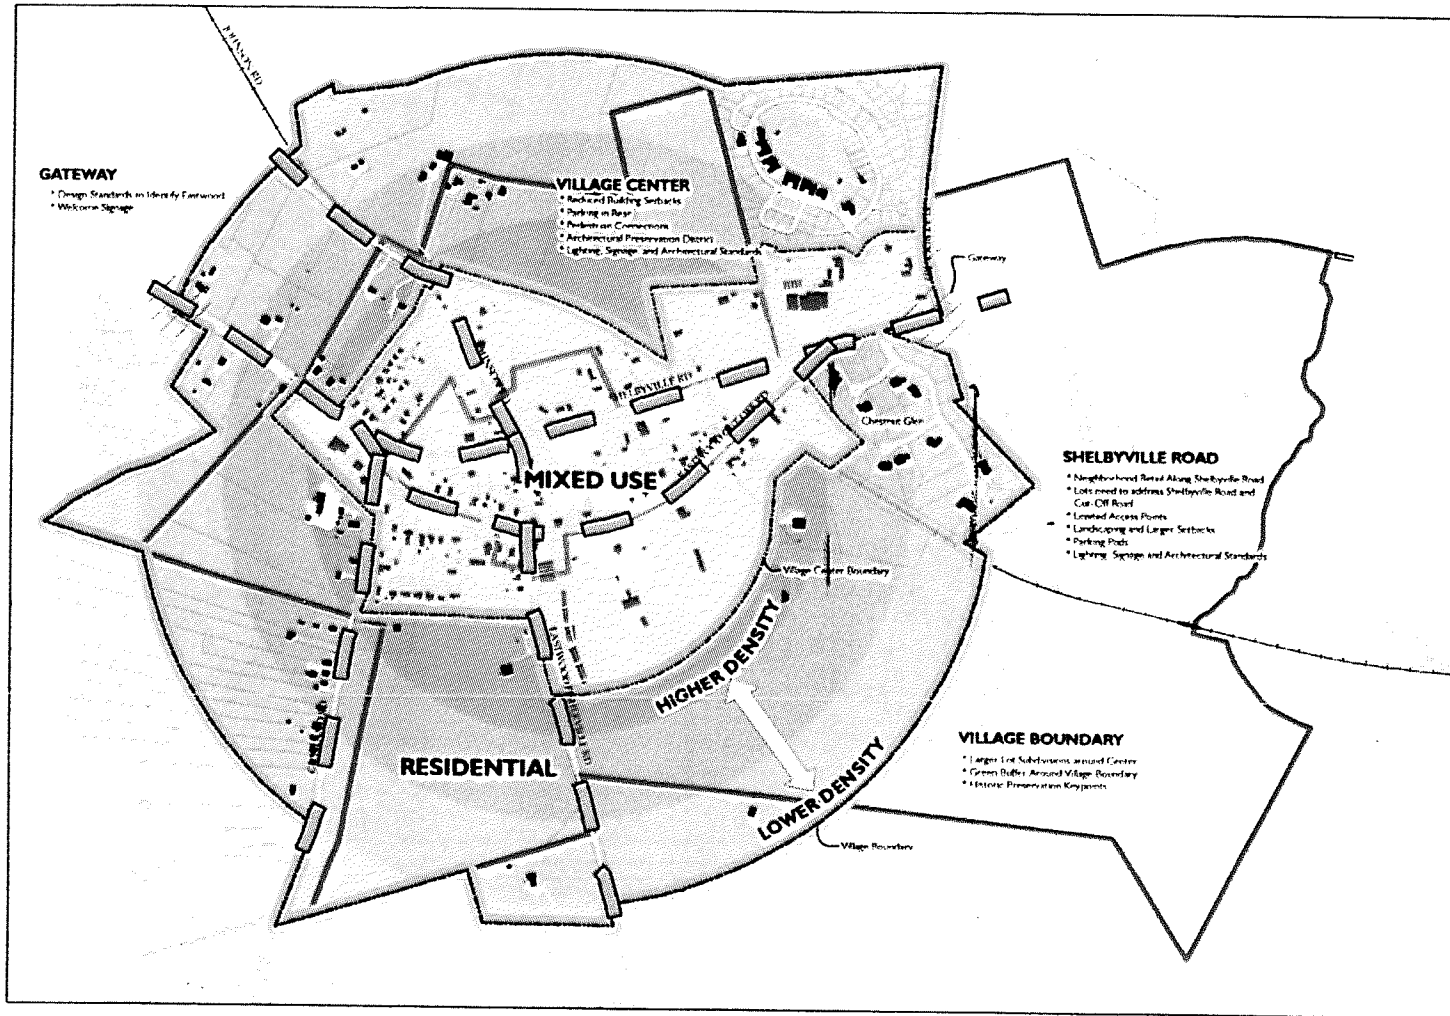 JOHNSON RD
GATEWAY
* Design Standards to Identify Eastwood
* Welcome Signage
VILLAGE CENTER
* Reduced Building Setbacks
* Parking in Rear
* Pedestrian Connections
* Architectural Preservation District
* Lighting, Signage and Architectural Standards
Gateway
SHELBYVILLE RD
Chestnut Glen
MIXED USE
SHELBYVILLE ROAD
* Neighborhood Retail Along Shelbyville Road
* Lots need to address Shelbyville Road and
Cut-Off Road
* Limited Access Points
* Landscaping and Larger Setbacks
* Parking Pods
* Lighting, Signage and Architectural Standards
Village Center Boundary
HIGHER DENSITY
RESIDENTIAL
LOWER DENSITY
VILLAGE BOUNDARY
* Larger Lot Subdivisions around Center
* Green Buffer Around Village Boundary
* Historic Preservation Keypoints
Village Boundary